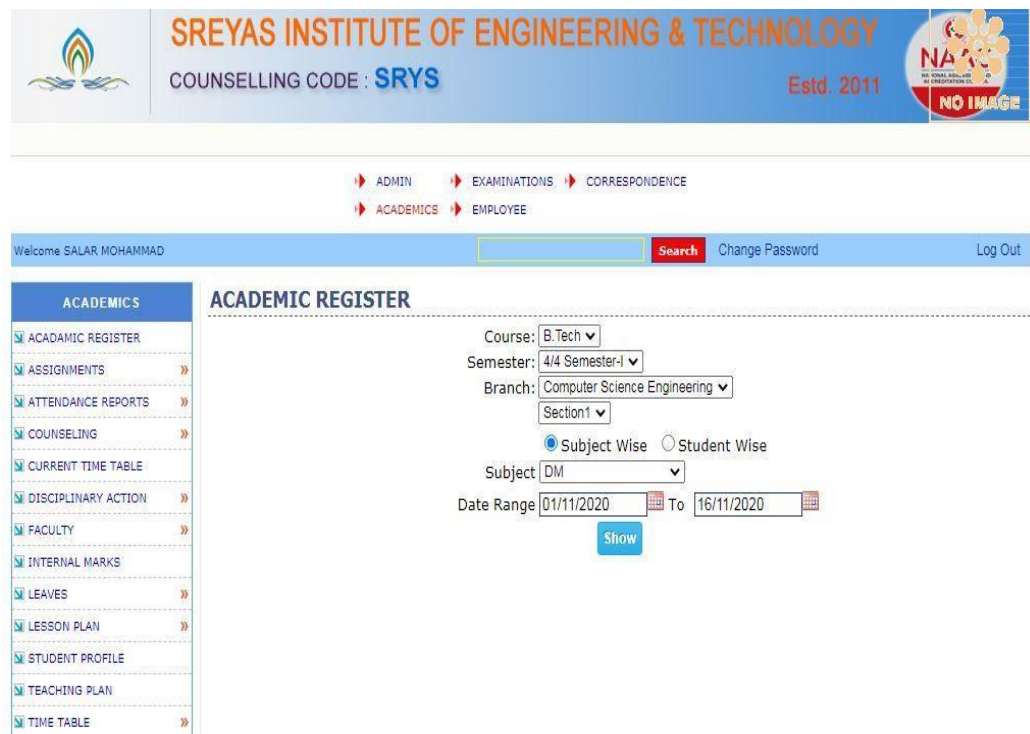 SREYAS INSTITUTE OF ENGINEERING & TECHNOLOGY
COUNSELLING CODE : SRYS
Estd. 2011
NO IMAGE
ADMIN EXAMINATIONS CORRESPONDENCE
ACADEMICS EMPLOYEE
Welcome SALAR MOHAMMAD Search Change Password Log Out
ACADEMICS
ACADAMIC REGISTER
ASSIGNMENTS »
ATTENDANCE REPORTS »
COUNSELING »
CURRENT TIME TABLE
DISCIPLINARY ACTION »
FACULTY »
INTERNAL MARKS
LEAVES »
LESSON PLAN »
STUDENT PROFILE
TEACHING PLAN
TIME TABLE »
ACADEMIC REGISTER
Course: B.Tech
Semester: 4/4 Semester-I
Branch: Computer Science Engineering
Section1
Subject Wise Student Wise
Subject DM
Date Range 01/11/2020 To 16/11/2020
Show